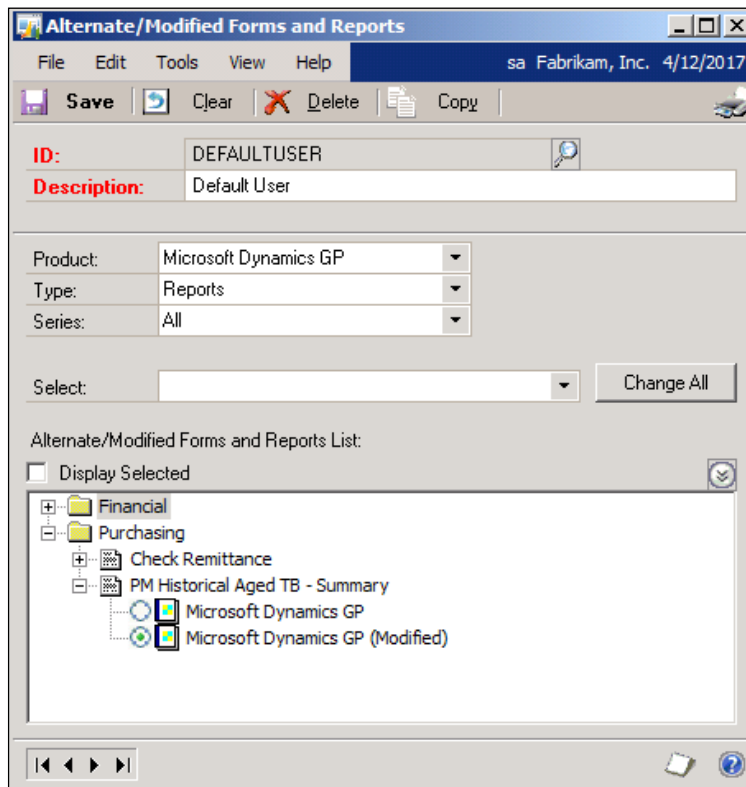 Alternate/Modified Forms and Reports
File Edit Tools View Help sa Fabrikam, Inc. 4/12/2017
Save Clear Delete Copy
ID: DEFAULTUSER
Description: Default User
Product: Microsoft Dynamics GP
Type: Reports
Series: All
Select: Change All
Alternate/Modified Forms and Reports List:
Display Selected
Financial
Purchasing
Check Remittance
PM Historical Aged TB - Summary
Microsoft Dynamics GP
Microsoft Dynamics GP (Modified)